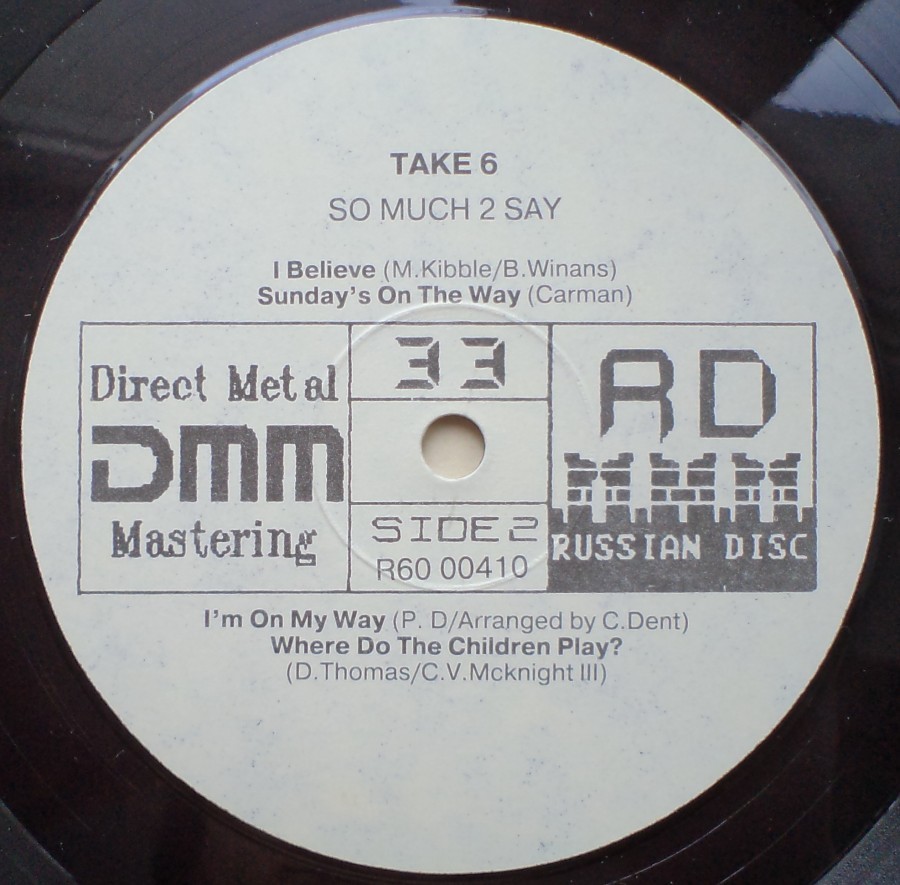 TAKE 6
SO MUCH 2 SAY
I Believe (M.Kibble/B.Winans)
Sunday's On The Way (Carman)
Direct Metal
DMM
Mastering
33
SIDE 2
R60 00410
RD
RUSSIAN DISC
I'm On My Way (P. D/Arranged by C.Dent)
Where Do The Children Play?
(D.Thomas/C.V.Mcknight III)